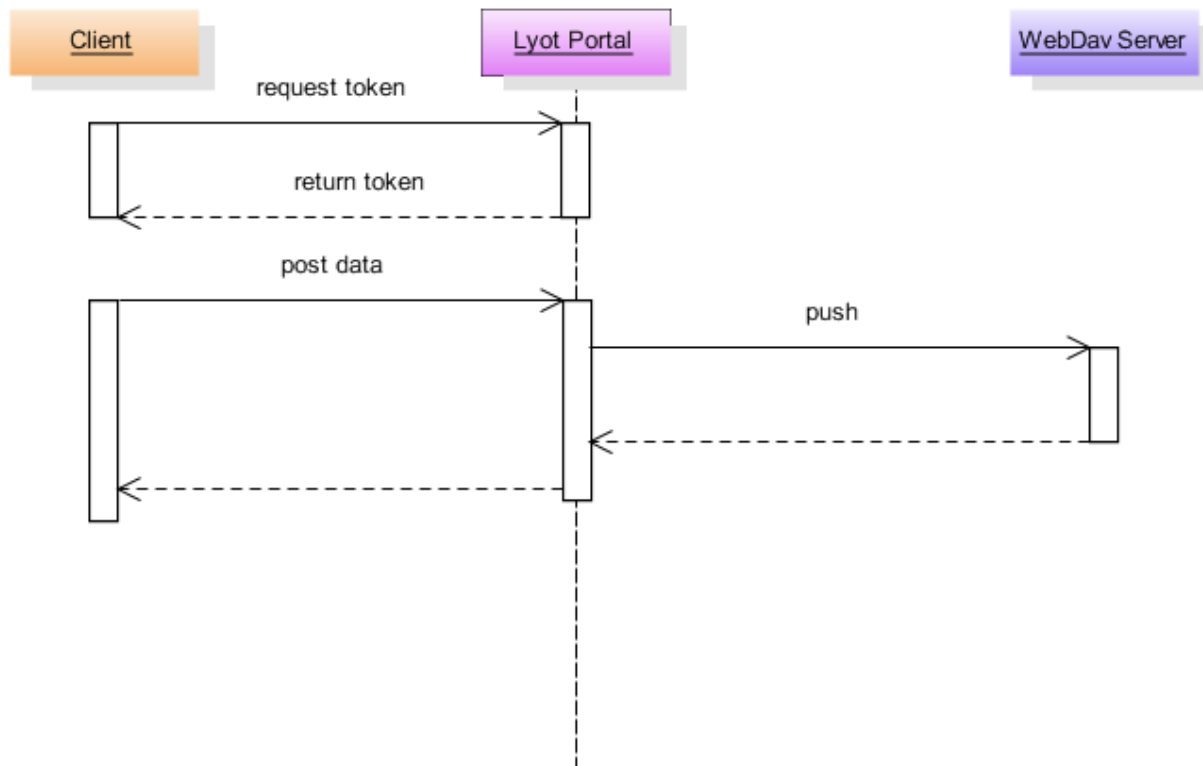 Client
Lyot Portal
WebDav Server
request token
return token
post data
push